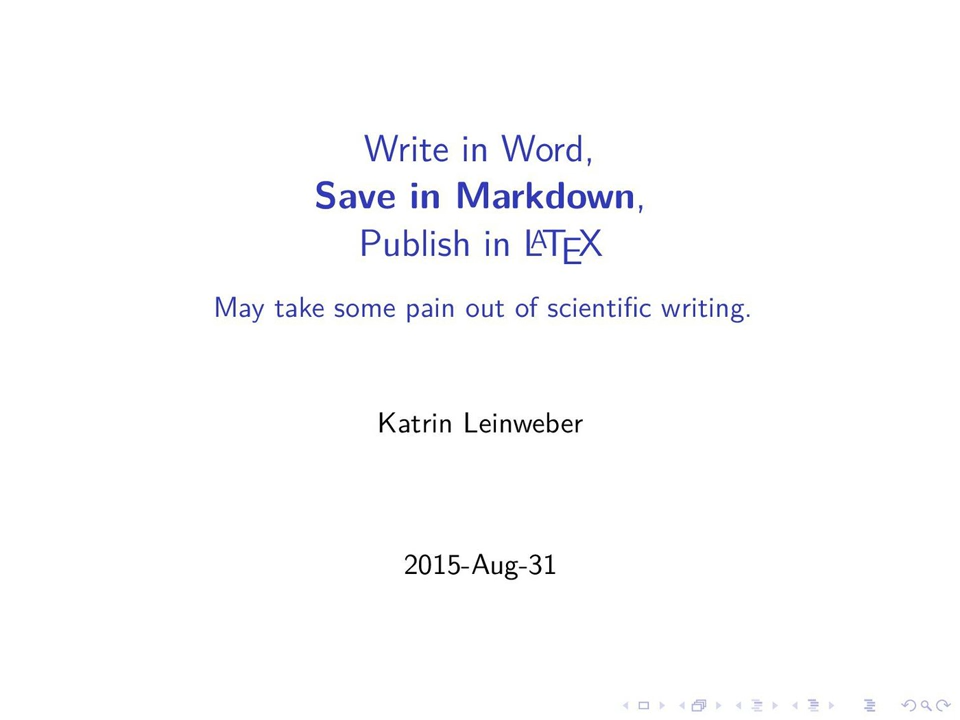 Write in Word,
Save in Markdown,
Publish in LATEX
May take some pain out of scientific writing.
Katrin Leinweber
2015-Aug-31